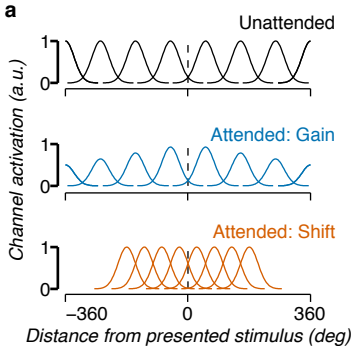 a
Unattended
1
0
Attended: Gain
1
0
Attended: Shift
1
0
Channel activation (a.u.)
−360 0 360
Distance from presented stimulus (deg)